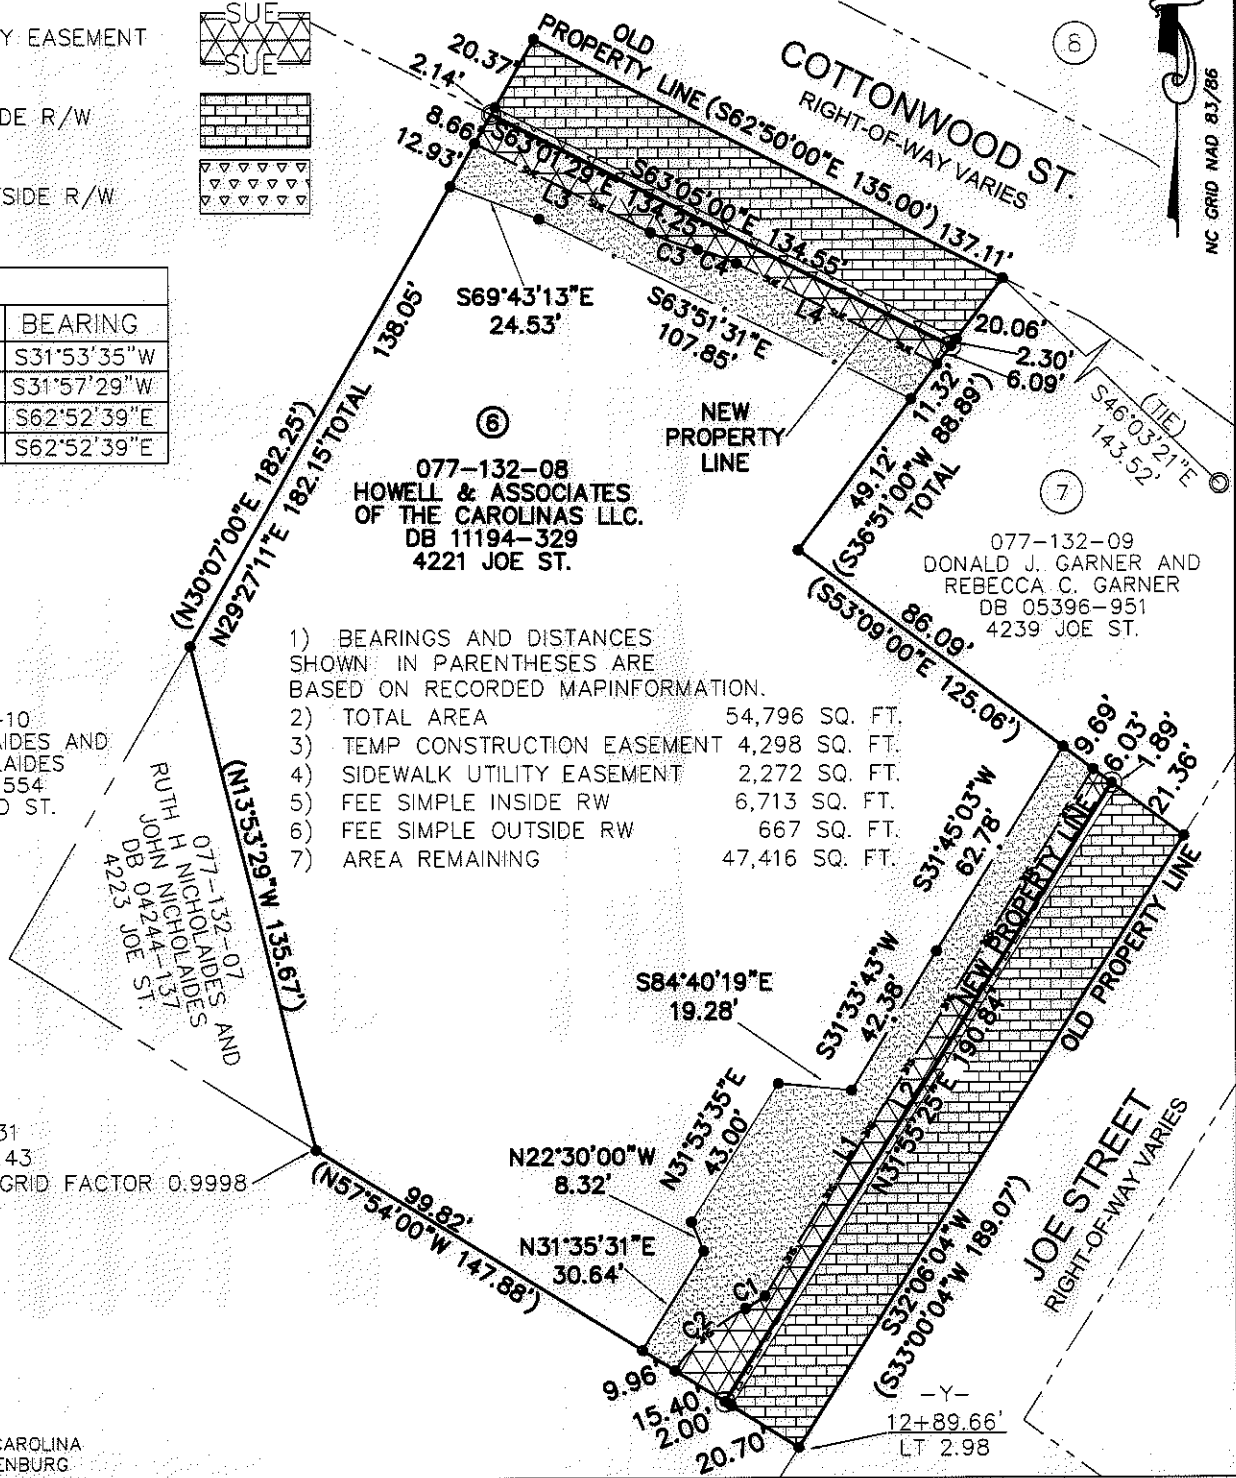 SUE
Y EASEMENT
SUE
DE R/W
TSIDE R/W
BEARING
S31°53'35"W
S31°57'29"W
S62°52'39"E
S62°52'39"E
20.37'
2.14'
8.66'
12.93'
OLD
PROPERTY LINE (S62°50'00"E 135.00') 137.11'
COTTONWOOD ST.
RIGHT-OF-WAY VARIES
8
NC GRID NAD 83/86
S63°01'29"E 134.25'
S63°05'00"E 134.55'
L3
C3
C4
L4
S69°43'13"E
24.53'
S63°51'31"E
107.85'
20.06'
2.30'
6.09'
11.32'
NEW
PROPERTY
LINE
(TIE)
S46°03'21"E
143.52'
49.12'
(S36°51'00"W 88.89')
TOTAL
138.05'
(N30°07'00"E 182.25')
N29°27'11"E 182.15' TOTAL
6
077-132-08
HOWELL & ASSOCIATES
OF THE CAROLINAS LLC.
DB 11194-329
4221 JOE ST.
7
077-132-09
DONALD J. GARNER AND
REBECCA C. GARNER
DB 05396-951
4239 JOE ST.
86.09'
(S53°09'00"E 125.06')
1) BEARINGS AND DISTANCES
SHOWN IN PARENTHESES ARE
BASED ON RECORDED MAPINFORMATION.
2) TOTAL AREA 54,796 SQ. FT.
3) TEMP CONSTRUCTION EASEMENT 4,298 SQ. FT.
4) SIDEWALK UTILITY EASEMENT 2,272 SQ. FT.
5) FEE SIMPLE INSIDE RW 6,713 SQ. FT.
6) FEE SIMPLE OUTSIDE RW 667 SQ. FT.
7) AREA REMAINING 47,416 SQ. FT.
-10
AIDES AND
LAIDES
554
D ST.
9.69'
6.03'
1.89'
21.36'
077-132-07
RUTH H NICHOLAIDES AND
JOHN NICHOLAIDES
DB 04244-137
4223 JOE ST.
(N13°53'29"W 135.67')
S31°45'03"W
62.78'
NEW PROPERTY LINE
OLD PROPERTY LINE
S84°40'19"E
19.28'
S31°33'43"W
42.38'
N31°53'35"E
43.00'
L1
L2
N31°55'25"E 190.84'
N22°30'00"W
8.32'
N31°35'31"E
30.64'
C1
C2
31
43
GRID FACTOR 0.9998
99.82'
(N57°54'00"W 147.88')
S32°06'04"W
(S33°00'04"W 189.07')
JOE STREET
RIGHT-OF-WAY VARIES
9.96'
15.40'
2.00'
20.70'
-Y-
12+89.66'
LT 2.98
CAROLINA
ENBURG